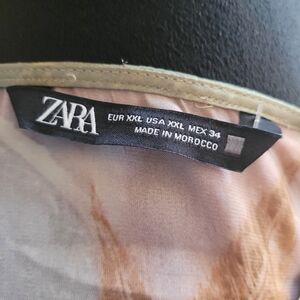 ZARA
EUR XXL USA XXL MEX 34
MADE IN MOROCCO